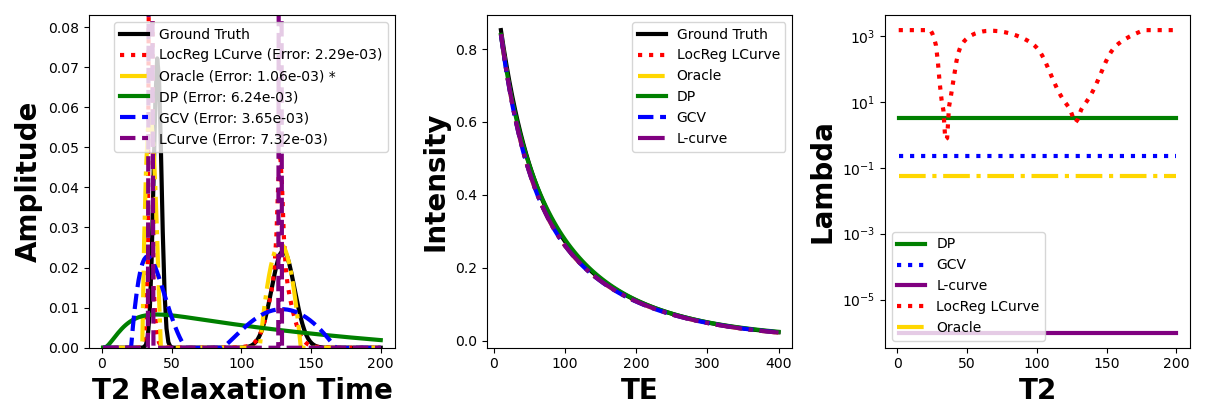 Amplitude
0.08
0.07
0.06
0.05
0.04
0.03
0.02
0.01
0.00
0
50
100
150
200
T2 Relaxation Time
Ground Truth
LocReg LCurve (Error: 2.29e-03)
Oracle (Error: 1.06e-03) *
DP (Error: 6.24e-03)
GCV (Error: 3.65e-03)
LCurve (Error: 7.32e-03)
Intensity
0.8
0.6
0.4
0.2
0.0
0
100
200
300
400
TE
Ground Truth
LocReg LCurve
Oracle
DP
GCV
L-curve
Lambda
10³
10¹
10⁻¹
10⁻³
10⁻⁵
0
50
100
150
200
T2
DP
GCV
L-curve
LocReg LCurve
Oracle